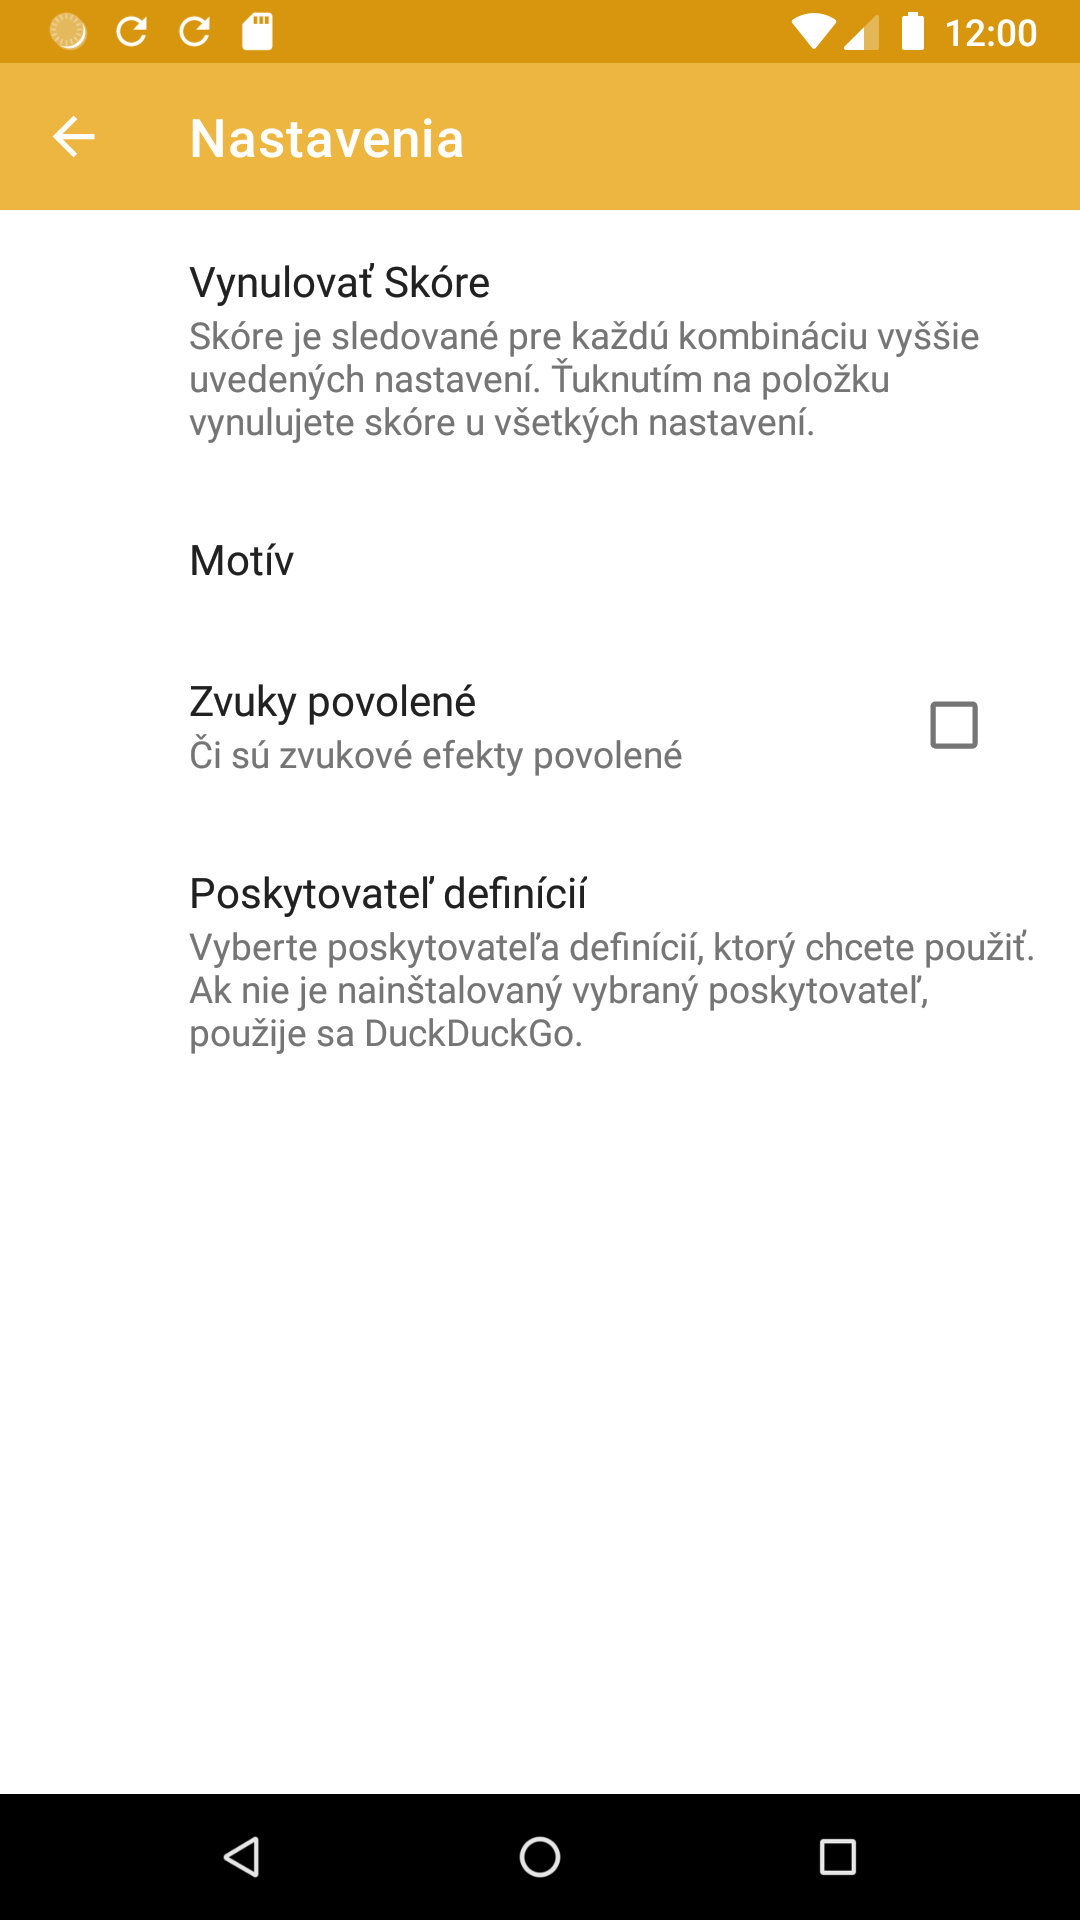 12:00
Nastavenia
Vynulovať Skóre
Skóre je sledované pre každú kombináciu vyššie
uvedených nastavení. Ťuknutím na položku
vynulujete skóre u všetkých nastavení.
Motív
Zvuky povolené
Či sú zvukové efekty povolené
Poskytovateľ definícií
Vyberte poskytovateľa definícií, ktorý chcete použiť.
Ak nie je nainštalovaný vybraný poskytovateľ,
použije sa DuckDuckGo.